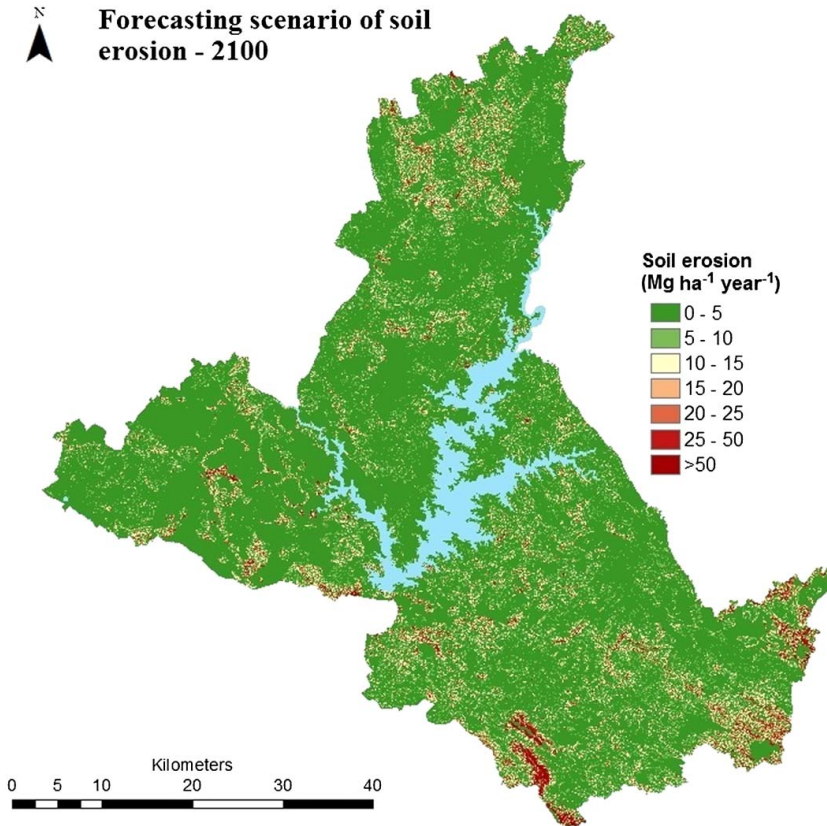 N
Forecasting scenario of soil
erosion - 2100
Soil erosion
(Mg ha⁻¹ year⁻¹)
0 - 5
5 - 10
10 - 15
15 - 20
20 - 25
25 - 50
>50
Kilometers
0 5 10 20 30 40